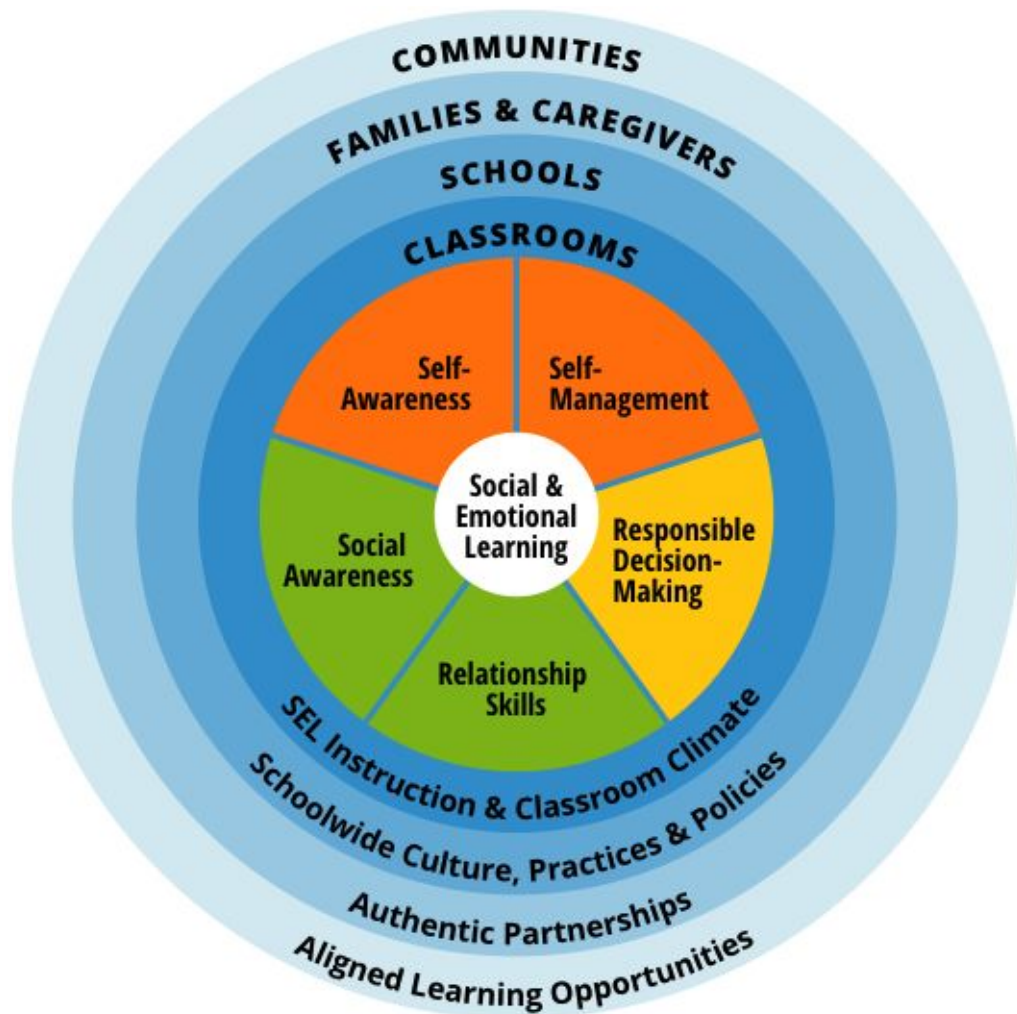 COMMUNITIES
FAMILIES & CAREGIVERS
SCHOOLS
CLASSROOMS
Self-
Awareness
Self-
Management
Social &
Emotional
Learning
Social
Awareness
Responsible
Decision-
Making
Relationship
Skills
SEL Instruction & Classroom Climate
Schoolwide Culture, Practices & Policies
Authentic Partnerships
Aligned Learning Opportunities